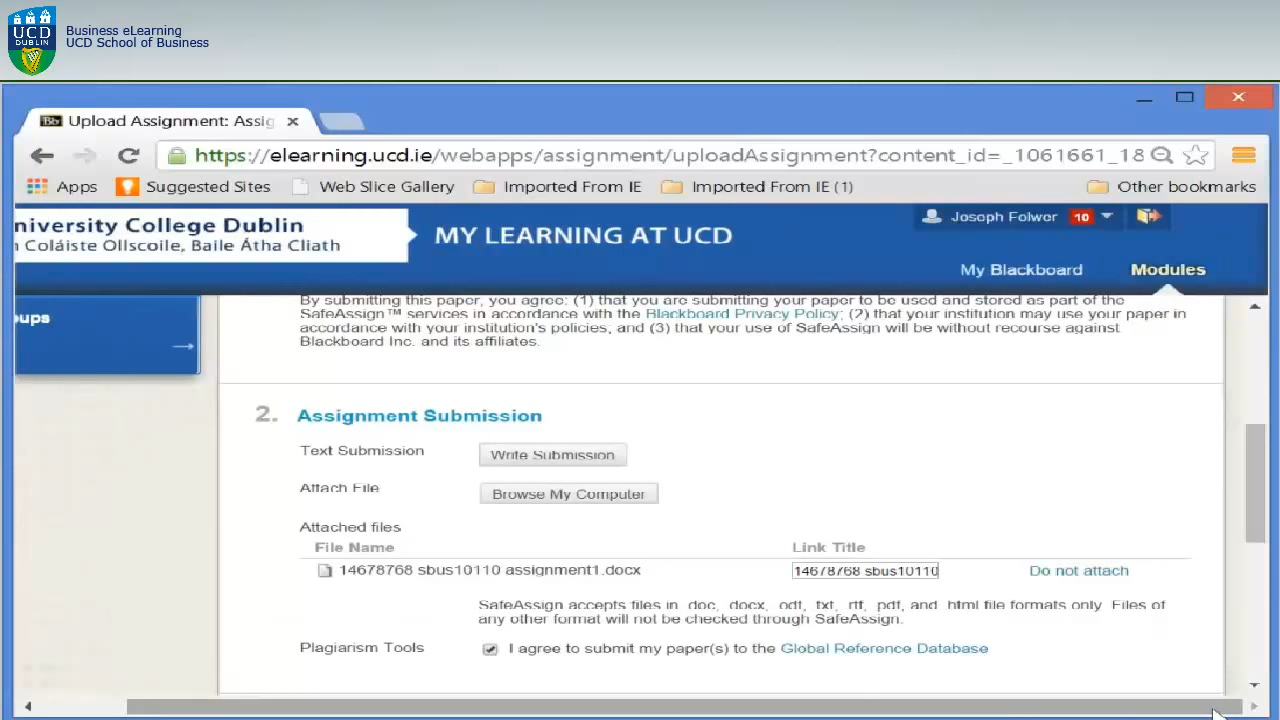 UCD
DUBLIN
Business eLearning
UCD School of Business
Bb Upload Assignment: Assig
https://elearning.ucd.ie/webapps/assignment/uploadAssignment?content_id=_1061661_18
Apps Suggested Sites Web Slice Gallery Imported From IE Imported From IE (1) Other bookmarks
niversity College Dublin
Coláiste Ollscoile, Baile Átha Cliath
MY LEARNING AT UCD
Joseph Folwer 10
My Blackboard Modules
oups
By submitting this paper, you agree: (1) that you are submitting your paper to be used and stored as part of the
SafeAssign™ services in accordance with the Blackboard Privacy Policy; (2) that your institution may use your paper in
accordance with your institution's policies; and (3) that your use of SafeAssign will be without recourse against
Blackboard Inc. and its affiliates.
2. Assignment Submission
Text Submission Write Submission
Attach File Browse My Computer
Attached files
File Name Link Title
14678768 sbus10110 assignment1.docx 14678768 sbus10110 Do not attach
SafeAssign accepts files in .doc, .docx, .odt, .txt, .rtf, .pdf, and .html file formats only. Files of
any other format will not be checked through SafeAssign.
Plagiarism Tools I agree to submit my paper(s) to the Global Reference Database